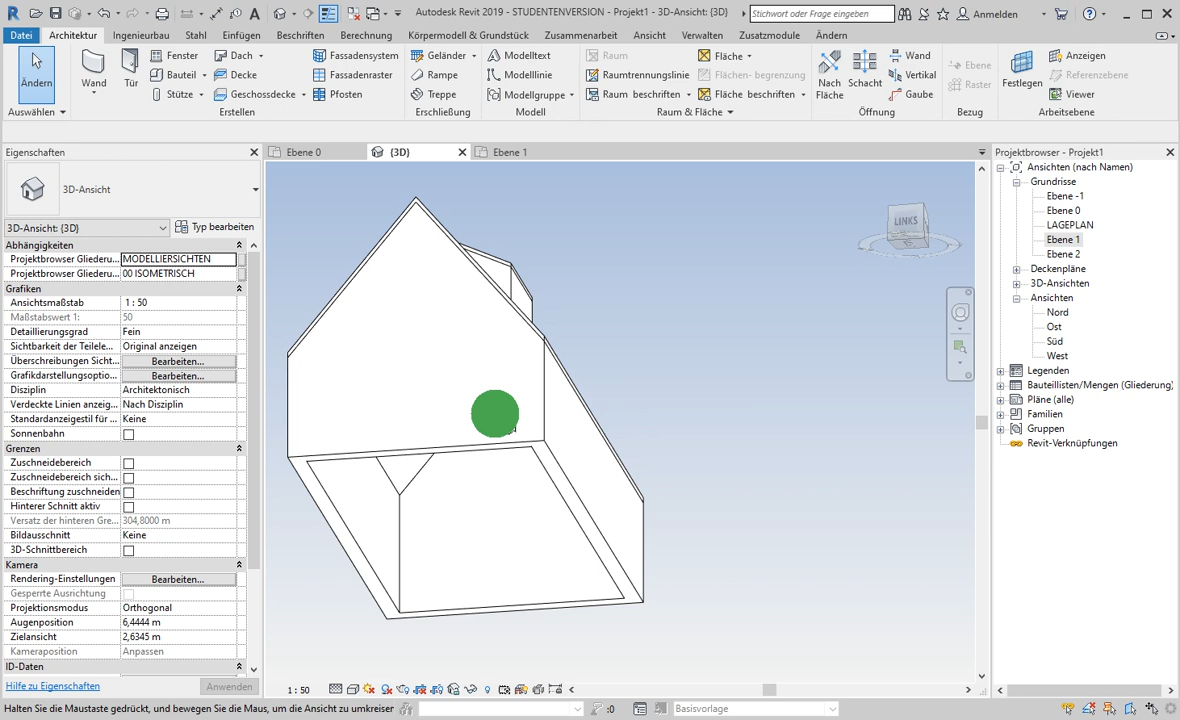 Autodesk Revit 2019 - STUDENTENVERSION - Projekt1 - 3D-Ansicht: {3D}
Stichwort oder Frage eingeben
Anmelden
Datei Architektur Ingenieurbau Stahl Einfügen Beschriften Berechnung Körpermodell & Grundstück Zusammenarbeit Ansicht Verwalten Zusatzmodule Ändern
Fenster Dach Fassadensystem Geländer Modelltext Raum Fläche Wand Anzeigen
Ändern Wand Tür Bauteil Decke Fassadenraster Rampe Modelllinie Raumtrennungslinie Flächen- begrenzung Nach Fläche Schacht Vertikal Ebene Festlegen Referenzebene
Stütze Geschossdecke Pfosten Treppe Modellgruppe Raum beschriften Fläche beschriften Gaube Raster Viewer
Auswählen Erstellen Erschließung Modell Raum & Fläche Öffnung Bezug Arbeitsebene
Eigenschaften
Ebene 0 {3D} Ebene 1
Projektbrowser - Projekt1
3D-Ansicht
3D-Ansicht: {3D} Typ bearbeiten
Abhängigkeiten
Projektbrowser Gliederu... MODELLIERSICHTEN
Projektbrowser Gliederu... 00 ISOMETRISCH
Grafiken
Ansichtsmaßstab 1 : 50
Maßstabswert 1: 50
Detaillierungsgrad Fein
Sichtbarkeit der Teilele... Original anzeigen
Überschreibungen Sicht... Bearbeiten...
Grafikdarstellungsoptio... Bearbeiten...
Disziplin Architektonisch
Verdeckte Linien anzeig... Nach Disziplin
Standardanzeigestil für ... Keine
Sonnenbahn
Grenzen
Zuschneidebereich
Zuschneidebereich sich...
Beschriftung zuschneiden
Hinterer Schnitt aktiv
Versatz der hinteren Gre... 304,8000 m
Bildausschnitt Keine
3D-Schnittbereich
Kamera
Rendering-Einstellungen Bearbeiten...
Gesperrte Ausrichtung
Projektionsmodus Orthogonal
Augenposition 6,4444 m
Zielansicht 2,6345 m
Kameraposition Anpassen
ID-Daten
Hilfe zu Eigenschaften Anwenden
LINKS
Ansichten (nach Namen)
Grundrisse
Ebene -1
Ebene 0
LAGEPLAN
Ebene 1
Ebene 2
Deckenpläne
3D-Ansichten
Ansichten
Nord
Ost
Süd
West
Legenden
Bauteillisten/Mengen (Gliederung)
Pläne (alle)
Familien
Gruppen
Revit-Verknüpfungen
1 : 50
Halten Sie die Maustaste gedrückt, und bewegen Sie die Maus, um die Ansicht zu umkreiser
:0
Basisvorlage